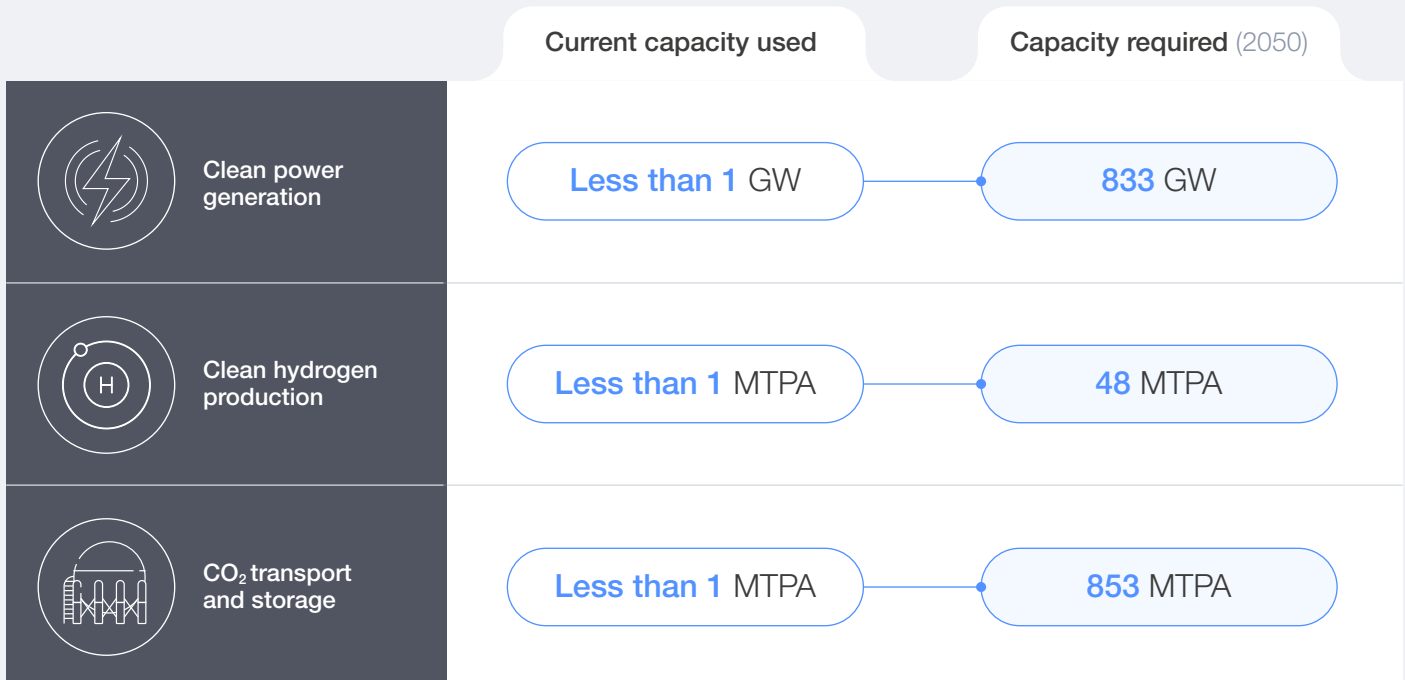 Current capacity used
Capacity required (2050)
Clean power
generation
Less than 1 GW
833 GW
H
Clean hydrogen
production
Less than 1 MTPA
48 MTPA
CO₂ transport
and storage
Less than 1 MTPA
853 MTPA